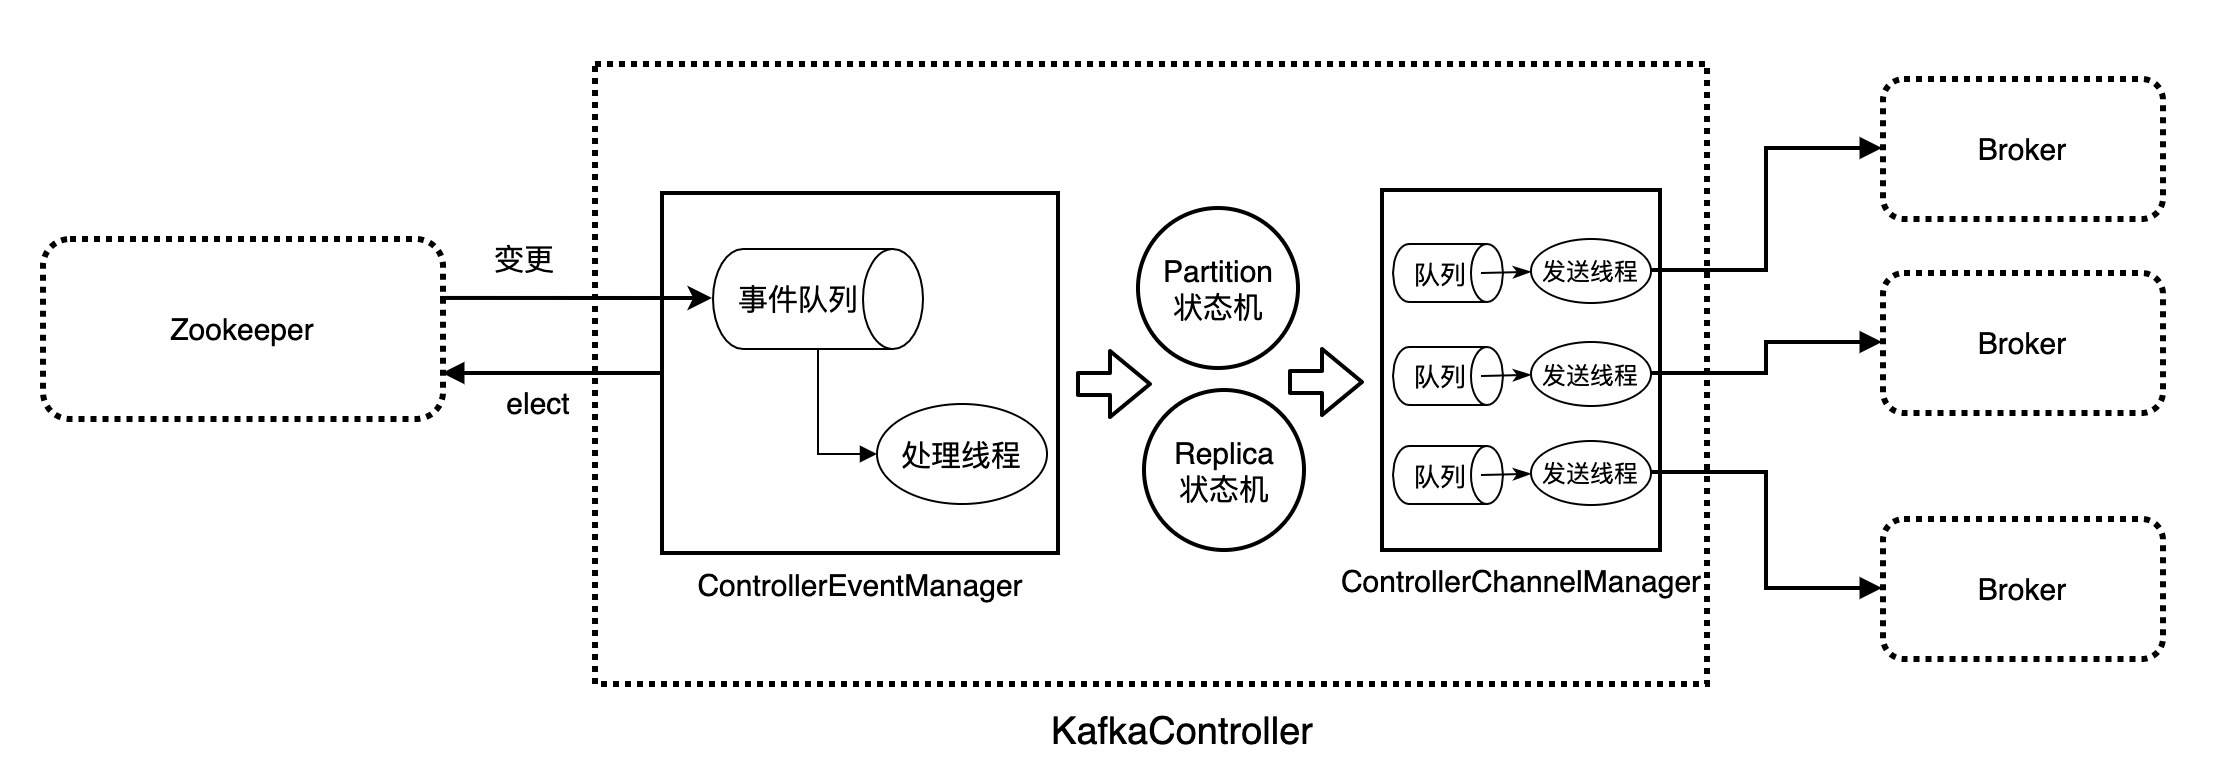 Zookeeper
变更
elect
事件队列
处理线程
ControllerEventManager
Partition
状态机
Replica
状态机
队列
发送线程
队列
发送线程
队列
发送线程
ControllerChannelManager
Broker
Broker
Broker
KafkaController